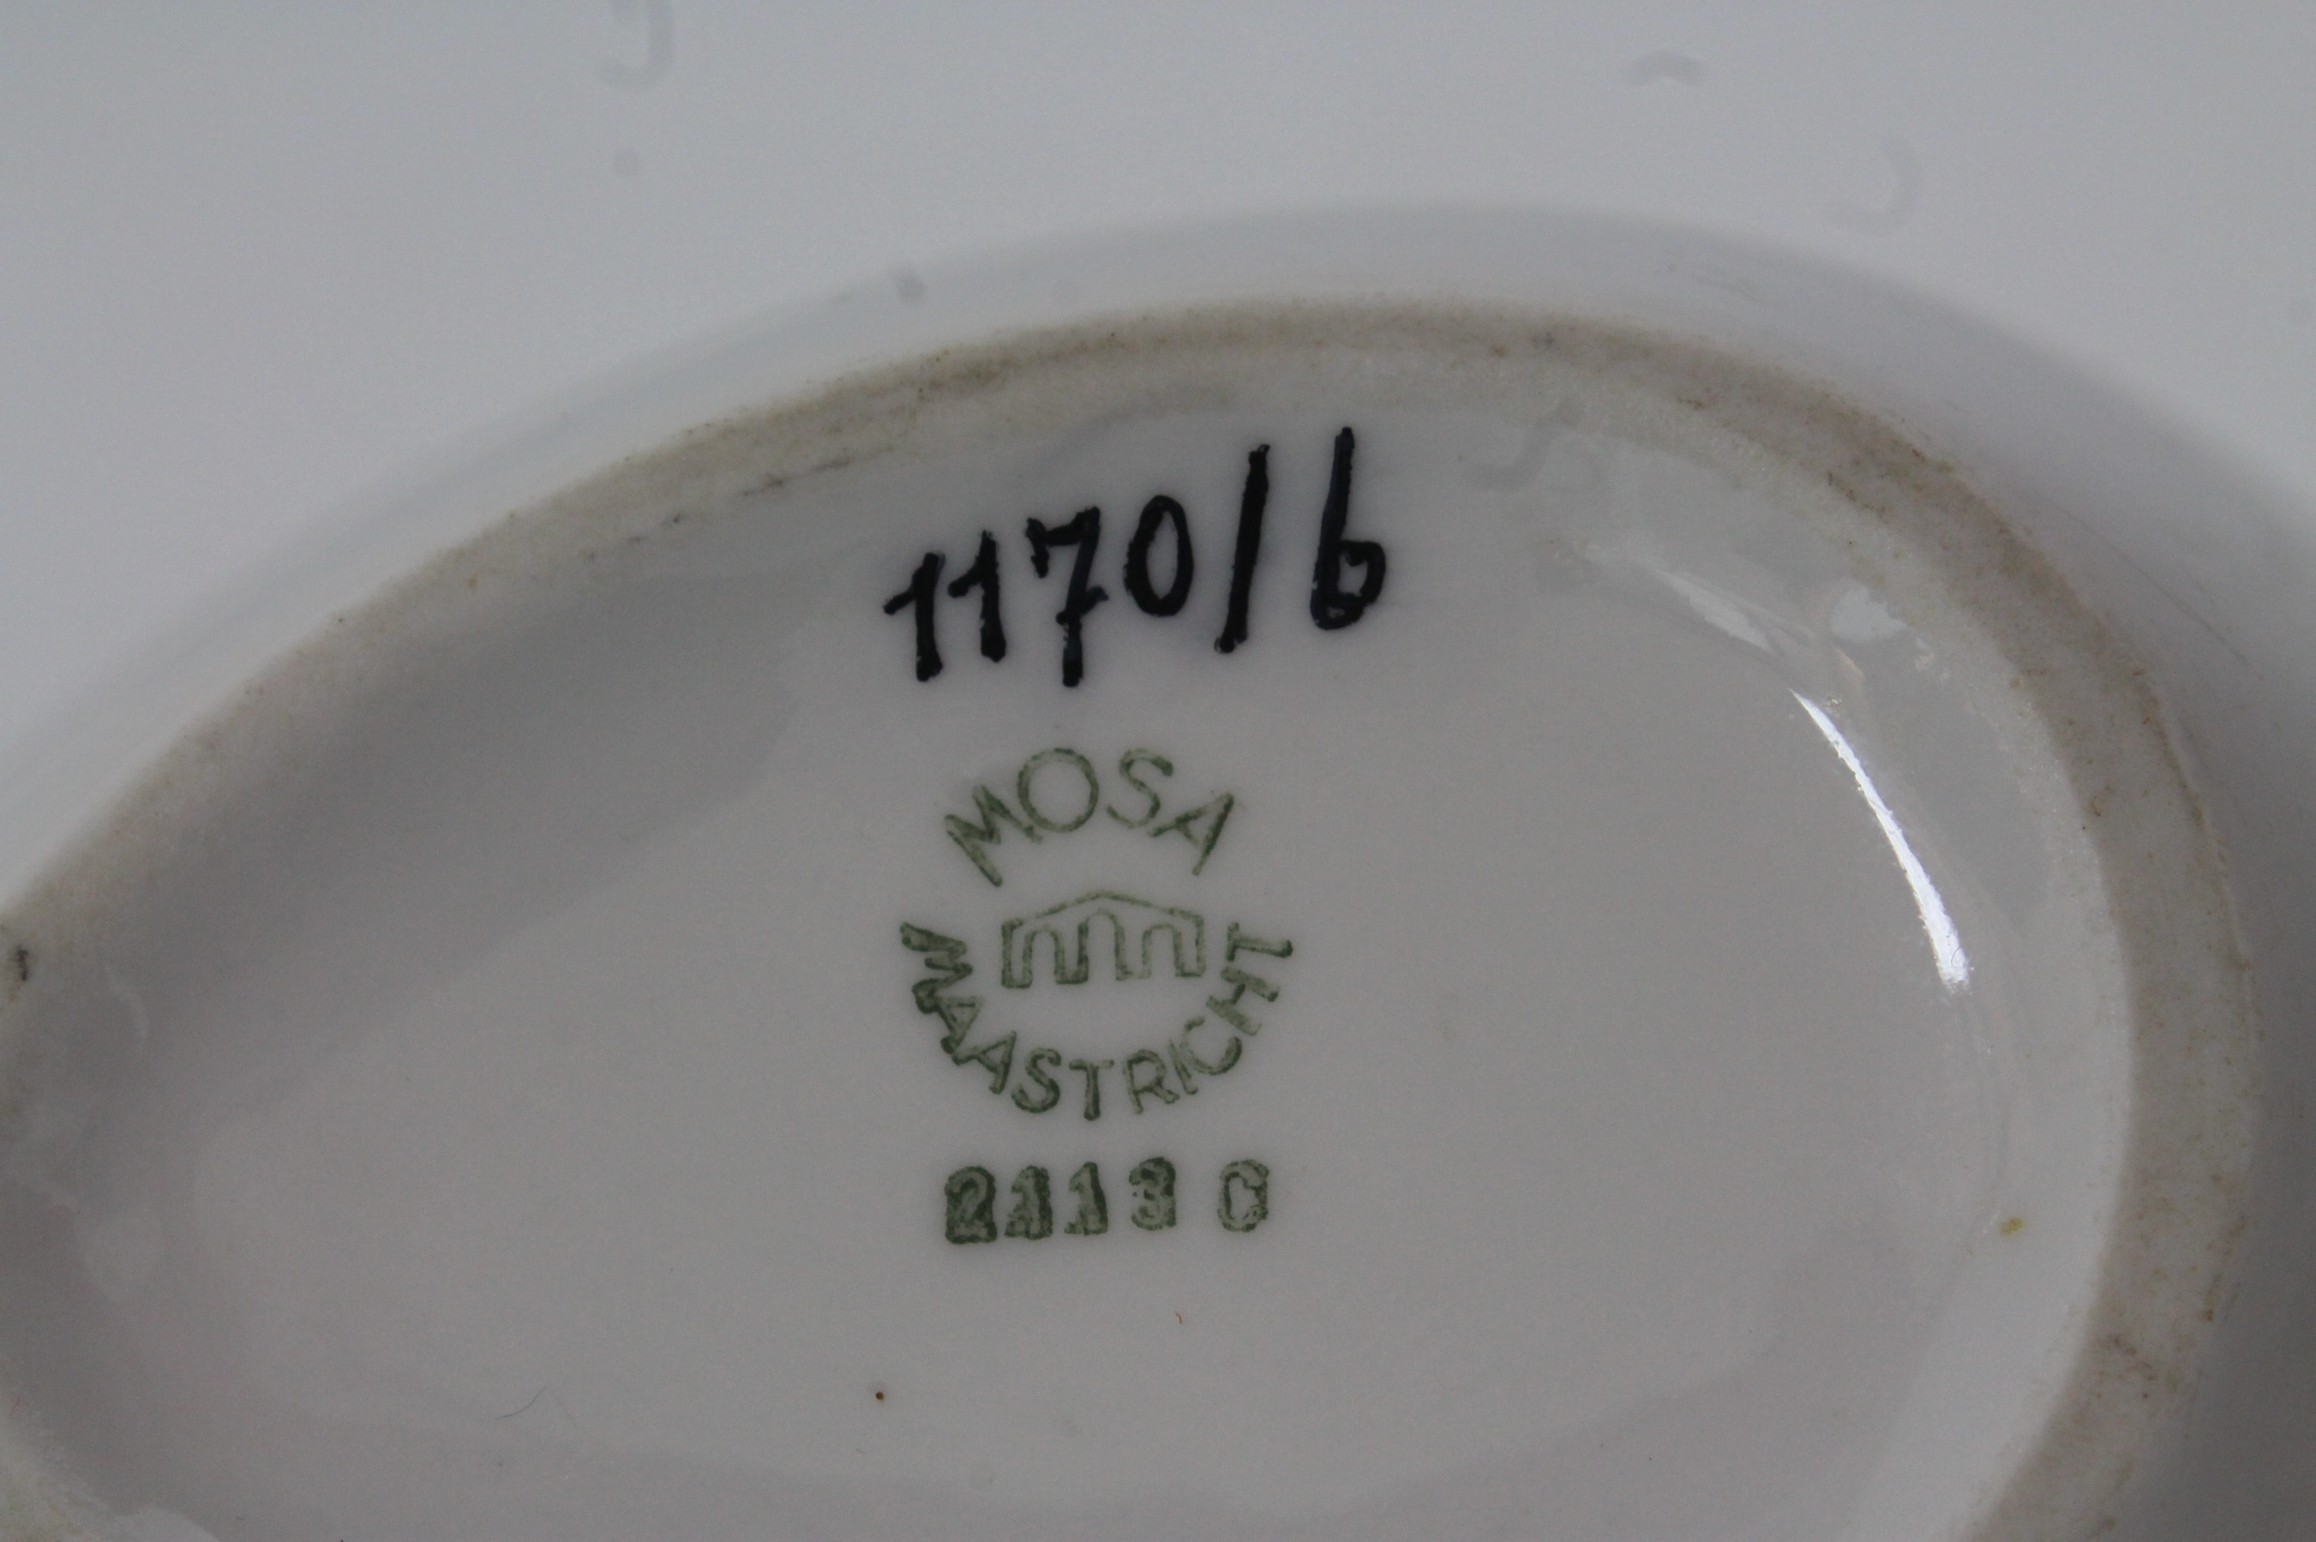 1170/6
MOSA
MAASTRICHT
2113 C